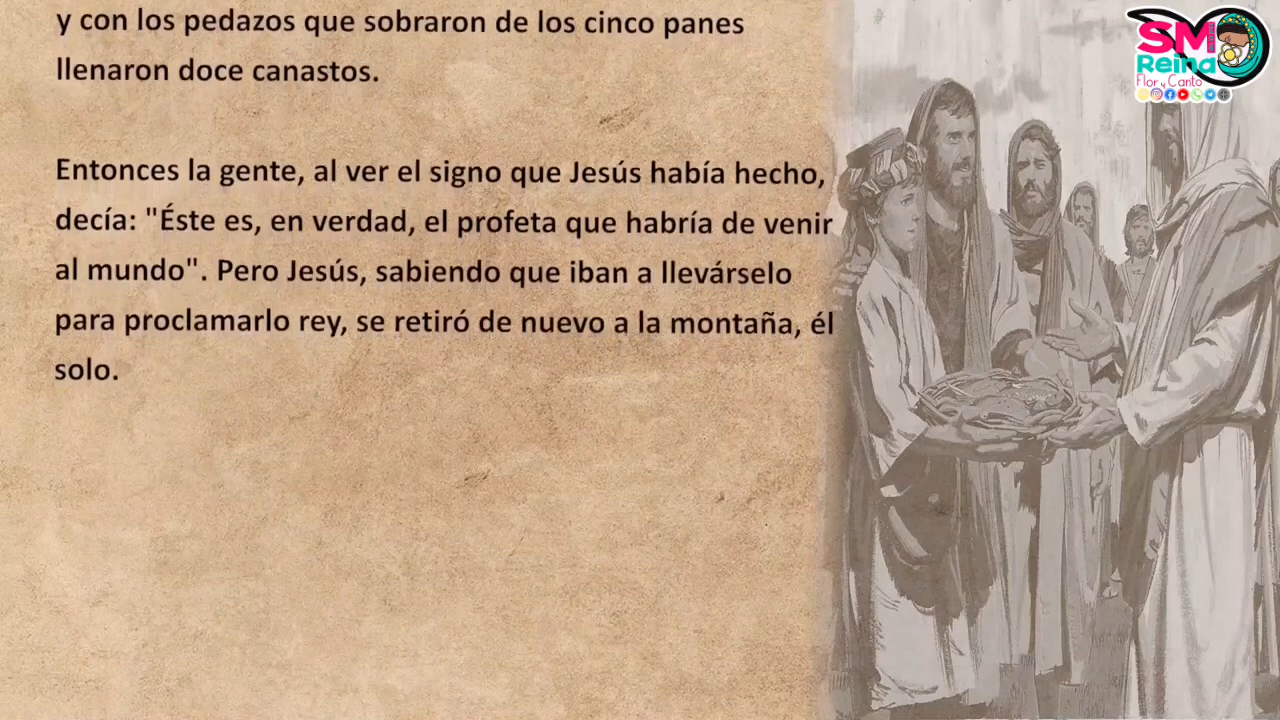 y con los pedazos que sobraron de los cinco panes
llenaron doce canastos.
Entonces la gente, al ver el signo que Jesús había hecho,
decía: "Éste es, en verdad, el profeta que habría de venir
al mundo". Pero Jesús, sabiendo que iban a llevárselo
para proclamarlo rey, se retiró de nuevo a la montaña, él
solo.
SM
Reina
Flor y Canto